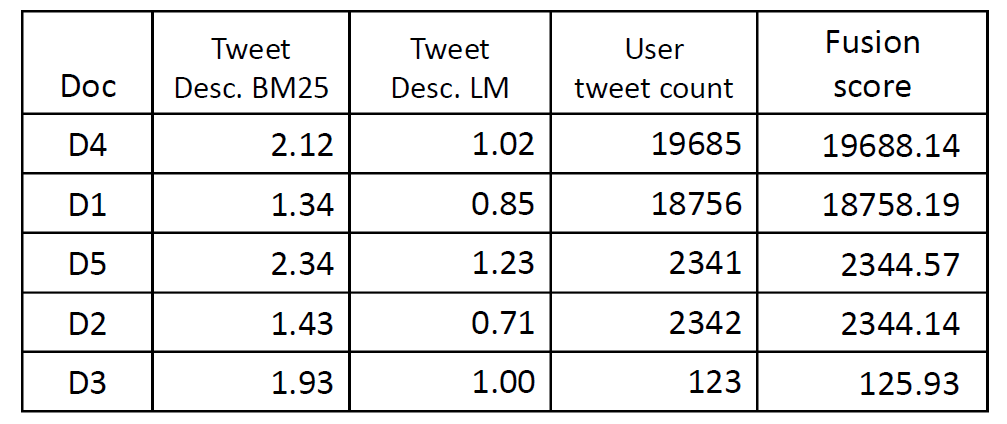 Doc Tweet Desc. BM25 Tweet Desc. LM User tweet count Fusion score
D4 2.12 1.02 19685 19688.14
D1 1.34 0.85 18756 18758.19
D5 2.34 1.23 2341 2344.57
D2 1.43 0.71 2342 2344.14
D3 1.93 1.00 123 125.93